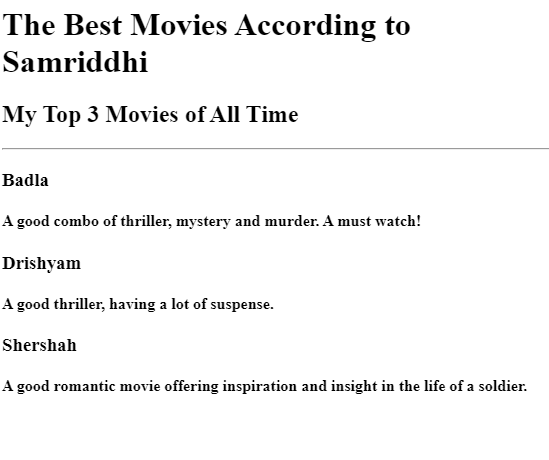 The Best Movies According to
Samriddhi
My Top 3 Movies of All Time
Badla
A good combo of thriller, mystery and murder. A must watch!
Drishyam
A good thriller, having a lot of suspense.
Shershah
A good romantic movie offering inspiration and insight in the life of a soldier.